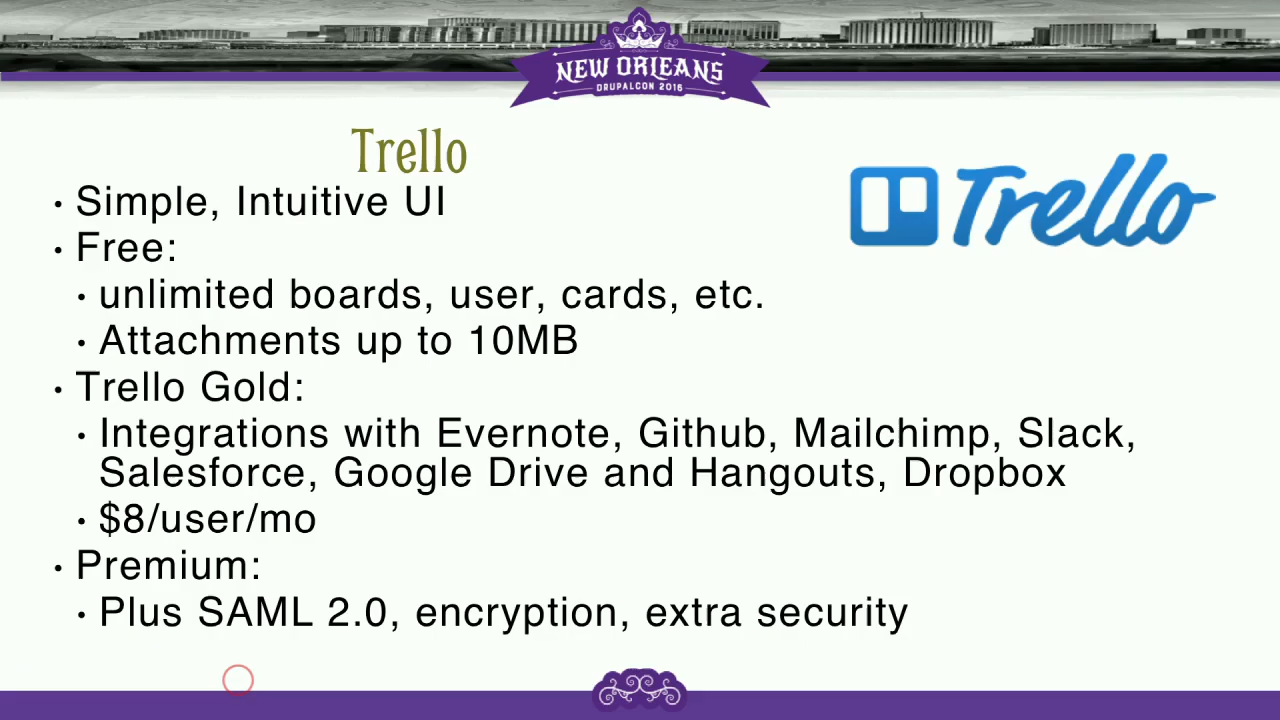 NEW ORLEANS
DRUPALCON 2016
Trello
Trello
• Simple, Intuitive UI
• Free:
• unlimited boards, user, cards, etc.
• Attachments up to 10MB
• Trello Gold:
• Integrations with Evernote, Github, Mailchimp, Slack,
Salesforce, Google Drive and Hangouts, Dropbox
• $8/user/mo
• Premium:
• Plus SAML 2.0, encryption, extra security